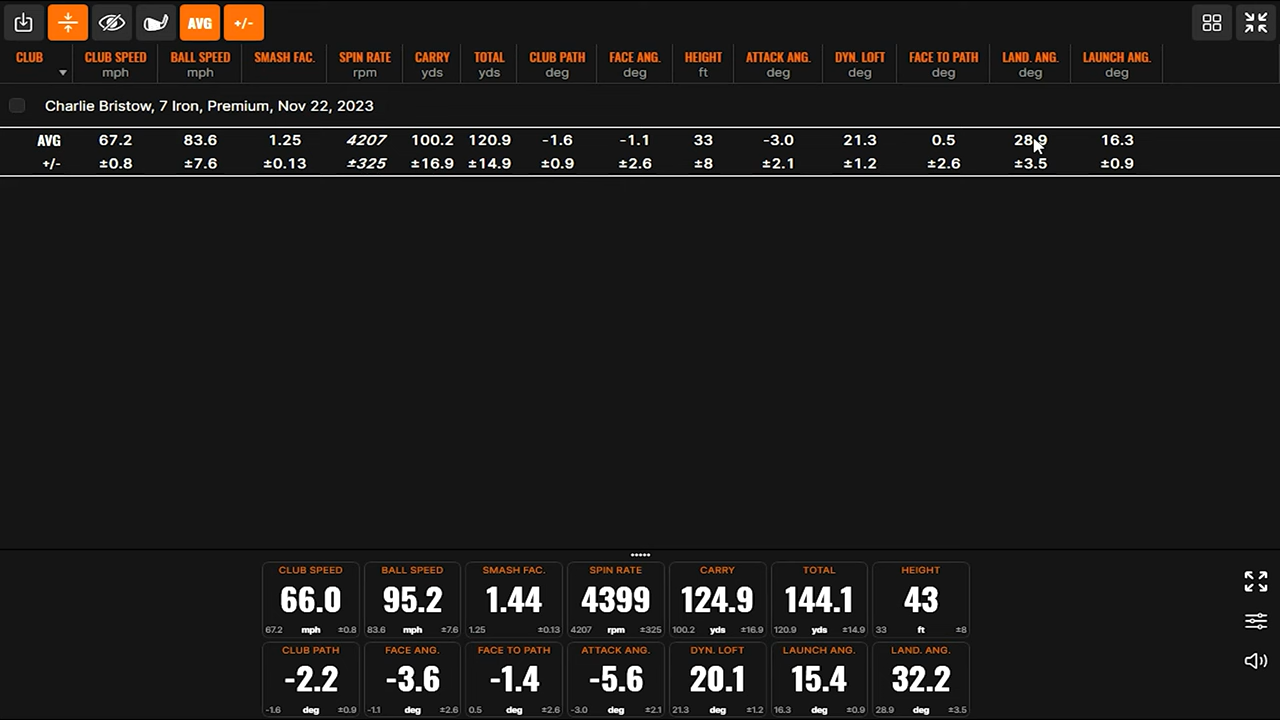 AVG +/-
CLUB CLUB SPEED BALL SPEED SMASH FAC. SPIN RATE CARRY TOTAL CLUB PATH FACE ANG. HEIGHT ATTACK ANG. DYN. LOFT FACE TO PATH LAND. ANG. LAUNCH ANG.
mph mph rpm yds yds deg deg ft deg deg deg deg deg
Charlie Bristow, 7 Iron, Premium, Nov 22, 2023
AVG 67.2 83.6 1.25 4207 100.2 120.9 -1.6 -1.1 33 -3.0 21.3 0.5 28.9 16.3
+/- ±0.8 ±7.6 ±0.13 ±325 ±16.9 ±14.9 ±0.9 ±2.6 ±8 ±2.1 ±1.2 ±2.6 ±3.5 ±0.9
CLUB SPEED BALL SPEED SMASH FAC. SPIN RATE CARRY TOTAL HEIGHT
66.0 95.2 1.44 4399 124.9 144.1 43
67.2 mph ±0.8 83.6 mph ±7.6 1.25 ±0.13 4207 rpm ±325 100.2 yds ±16.9 120.9 yds ±14.9 33 ft ±8
CLUB PATH FACE ANG. FACE TO PATH ATTACK ANG. DYN. LOFT LAUNCH ANG. LAND. ANG.
-2.2 -3.6 -1.4 -5.6 20.1 15.4 32.2
-1.6 deg ±0.9 -1.1 deg ±2.6 0.5 deg ±2.6 -3.0 deg ±2.1 21.3 deg ±1.2 16.3 deg ±0.9 28.9 deg ±3.5